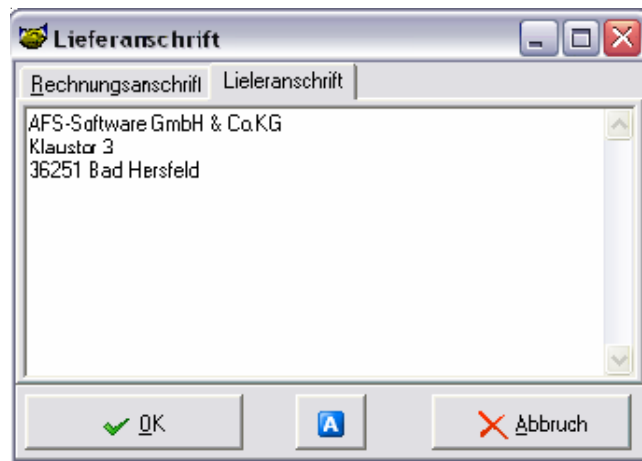 Lieferanschrift
Rechnungsanschrift Lieferanschrift
AFS-Software GmbH & Co.KG
Klaustor 3
36251 Bad Hersfeld
OK A Abbruch